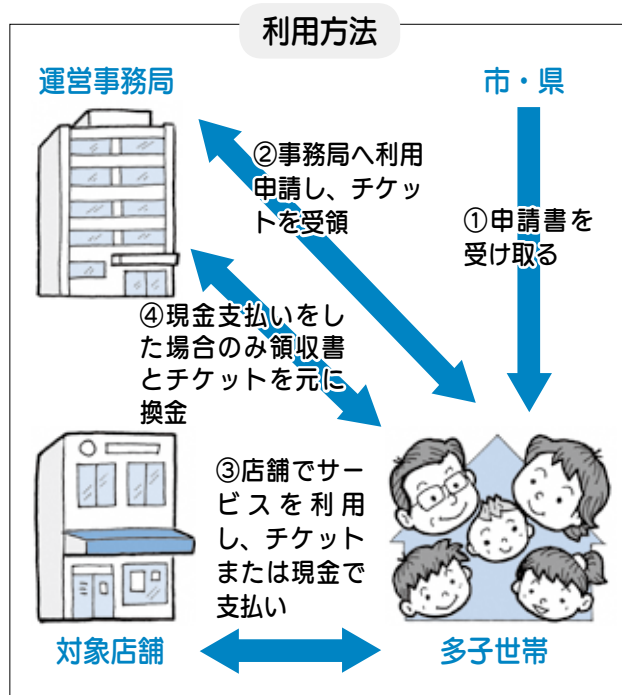 利用方法
運営事務局
市・県
②事務局へ利用
申請し、チケッ
トを受領
①申請書を
受け取る
④現金支払いをし
た場合のみ領収書
とチケットを元に
換金
③店舗でサー
ビスを利用
し、チケット
または現金で
支払い
対象店舗
多子世帯